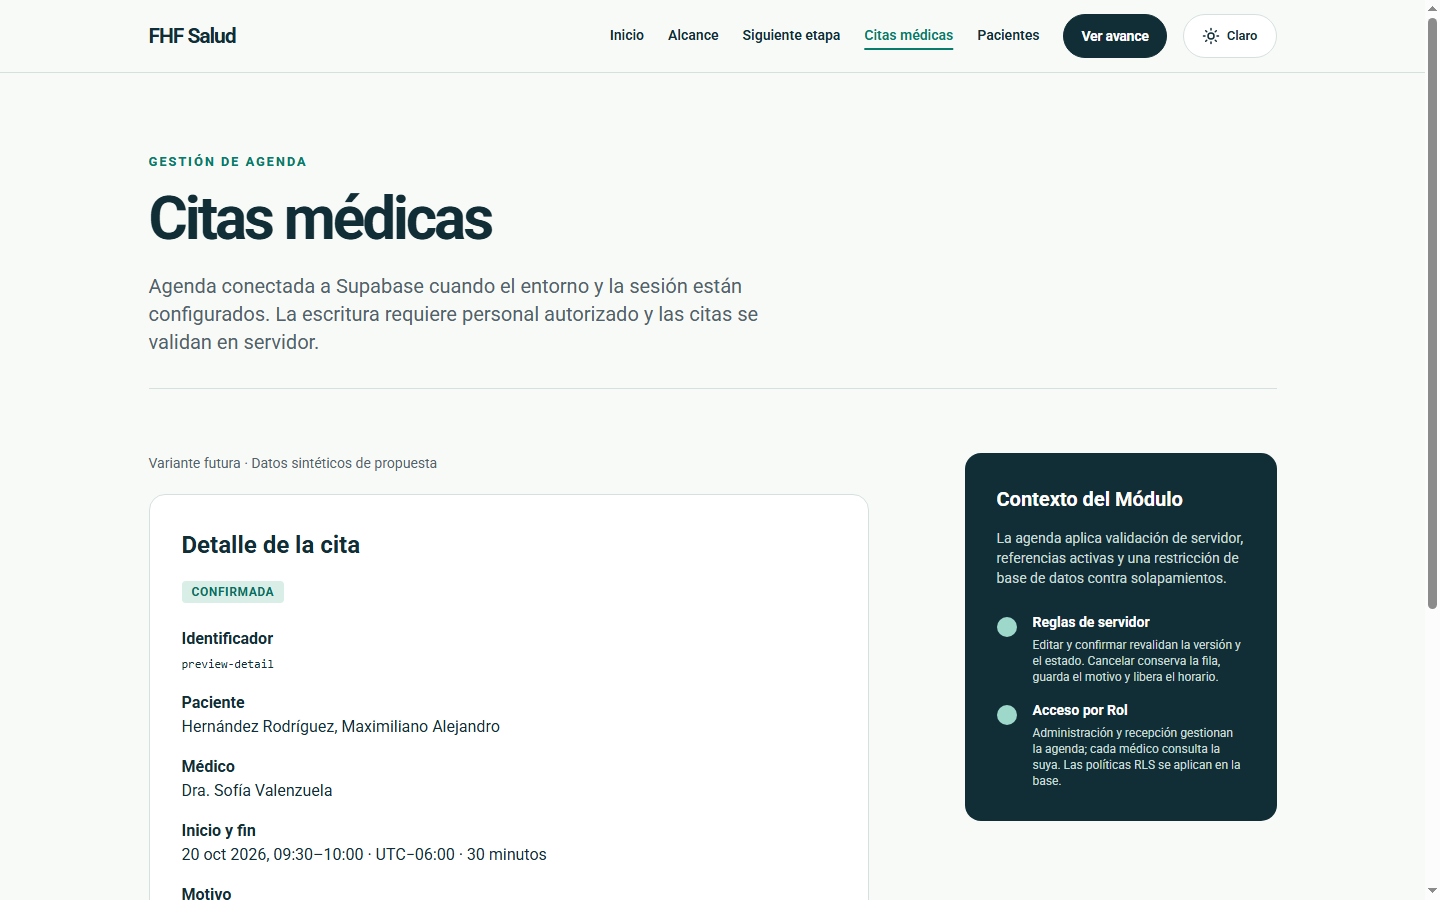 FHF Salud
Inicio
Alcance
Siguiente etapa
Citas médicas
Pacientes
Ver avance
Claro
GESTIÓN DE AGENDA
Citas médicas
Agenda conectada a Supabase cuando el entorno y la sesión están
configurados. La escritura requiere personal autorizado y las citas se
validan en servidor.
Variante futura · Datos sintéticos de propuesta
Detalle de la cita
CONFIRMADA
Identificador
preview-detail
Paciente
Hernández Rodríguez, Maximiliano Alejandro
Médico
Dra. Sofía Valenzuela
Inicio y fin
20 oct 2026, 09:30–10:00 · UTC−06:00 · 30 minutos
Motivo
Contexto del Módulo
La agenda aplica validación de servidor,
referencias activas y una restricción de
base de datos contra solapamientos.
Reglas de servidor
Editar y confirmar revalidan la versión y
el estado. Cancelar conserva la fila,
guarda el motivo y libera el horario.
Acceso por Rol
Administración y recepción gestionan
la agenda; cada médico consulta la
suya. Las políticas RLS se aplican en la
base.